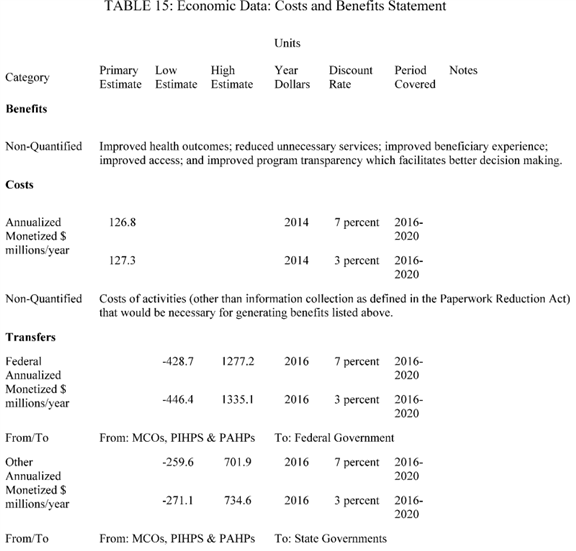 TABLE 15: Economic Data: Costs and Benefits Statement
Units
Category Primary Estimate Low Estimate High Estimate Year Dollars Discount Rate Period Covered Notes
Benefits
Non-Quantified Improved health outcomes; reduced unnecessary services; improved beneficiary experience;
improved access; and improved program transparency which facilitates better decision making.
Costs
Annualized Monetized $ millions/year 126.8 2014 7 percent 2016-2020
127.3 2014 3 percent 2016-2020
Non-Quantified Costs of activities (other than information collection as defined in the Paperwork Reduction Act)
that would be necessary for generating benefits listed above.
Transfers
Federal Annualized Monetized $ millions/year -428.7 1277.2 2016 7 percent 2016-2020
-446.4 1335.1 2016 3 percent 2016-2020
From/To From: MCOs, PIHPS & PAHPs To: Federal Government
Other Annualized Monetized $ millions/year -259.6 701.9 2016 7 percent 2016-2020
-271.1 734.6 2016 3 percent 2016-2020
From/To From: MCOs, PIHPS & PAHPs To: State Governments